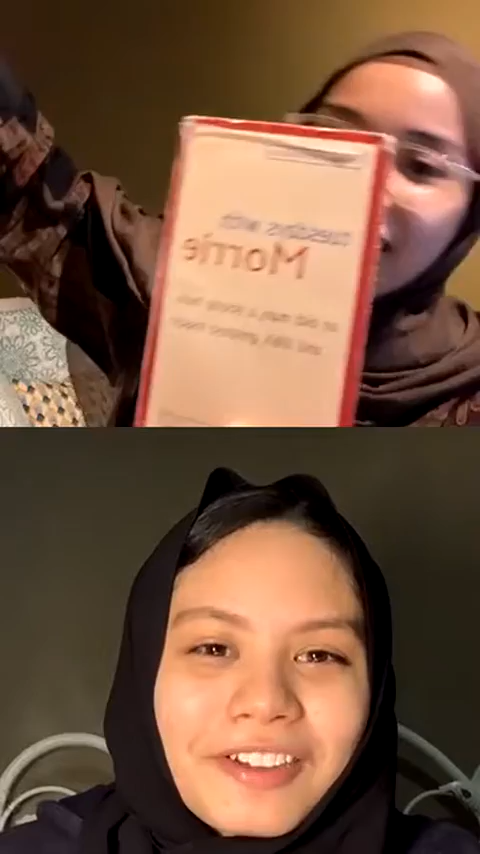 tuesdays with
Morrie
an old man, a young man
and life's greatest lesson